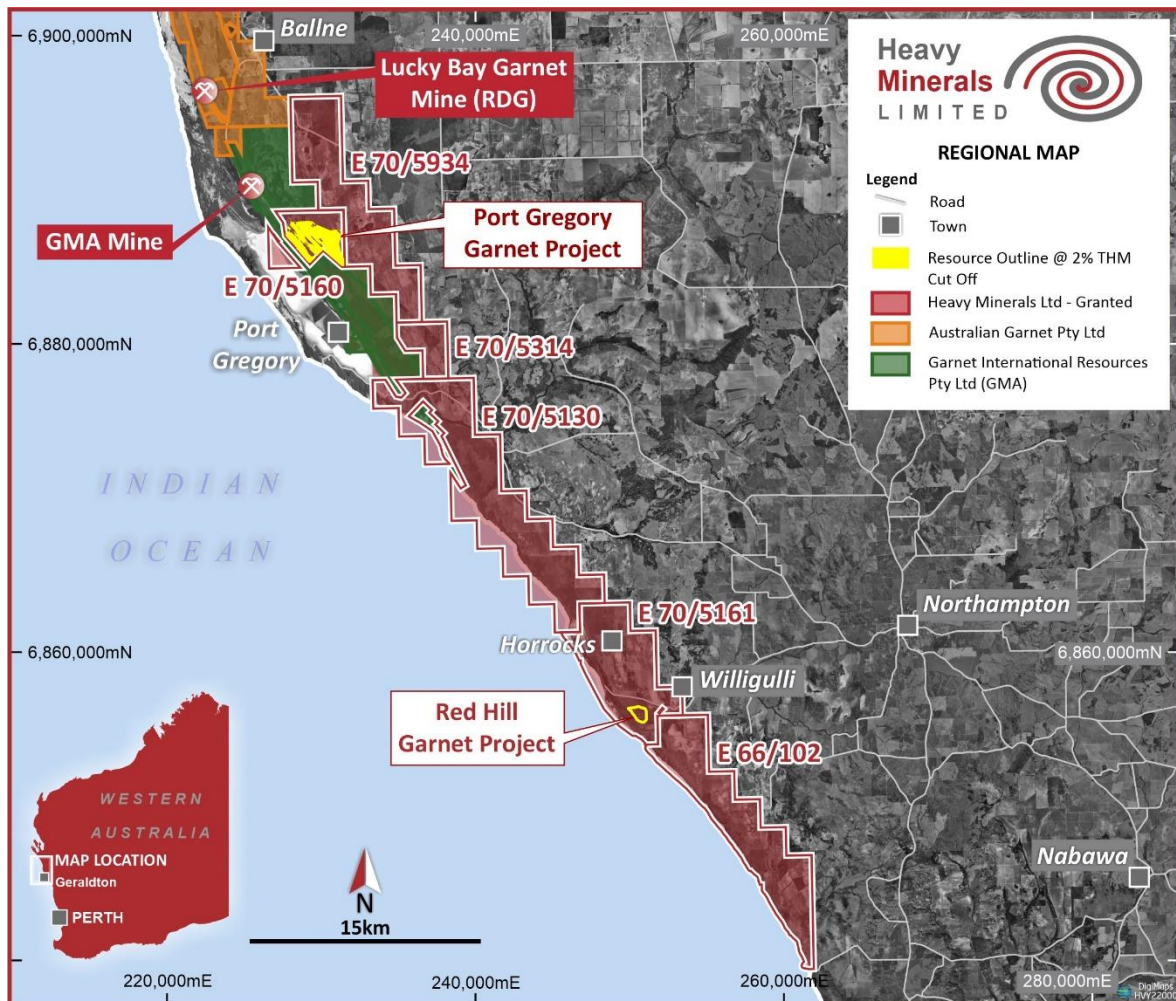 6,900,000mN
Ballne
240,000mE
260,000mE
Heavy
Minerals
LIMITED
REGIONAL MAP
Legend
Road
Town
Resource Outline @ 2% THM
Cut Off
Heavy Minerals Ltd - Granted
Australian Garnet Pty Ltd
Garnet International Resources
Pty Ltd (GMA)
Lucky Bay Garnet
Mine (RDG)
E 70/5934
GMA Mine
Port Gregory
Garnet Project
E 70/5160
Port
Gregory
6,880,000mN
E 70/5314
E 70/5130
INDIAN
OCEAN
E 70/5161
Northampton
Horrocks
6,860,000mN
Willigulli
Red Hill
Garnet Project
E 66/102
WESTERN
AUSTRALIA
MAP LOCATION
Geraldton
PERTH
Nabawa
N
15km
220,000mE
240,000mE
260,000mE
280,000mE
DigiMaps